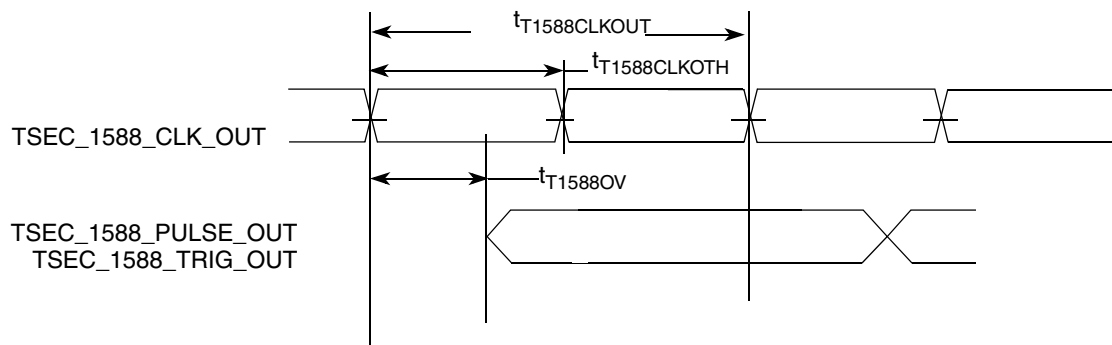 tT1588CLKOUT
tT1588CLKOTH
TSEC_1588_CLK_OUT
tT1588OV
TSEC_1588_PULSE_OUT
TSEC_1588_TRIG_OUT